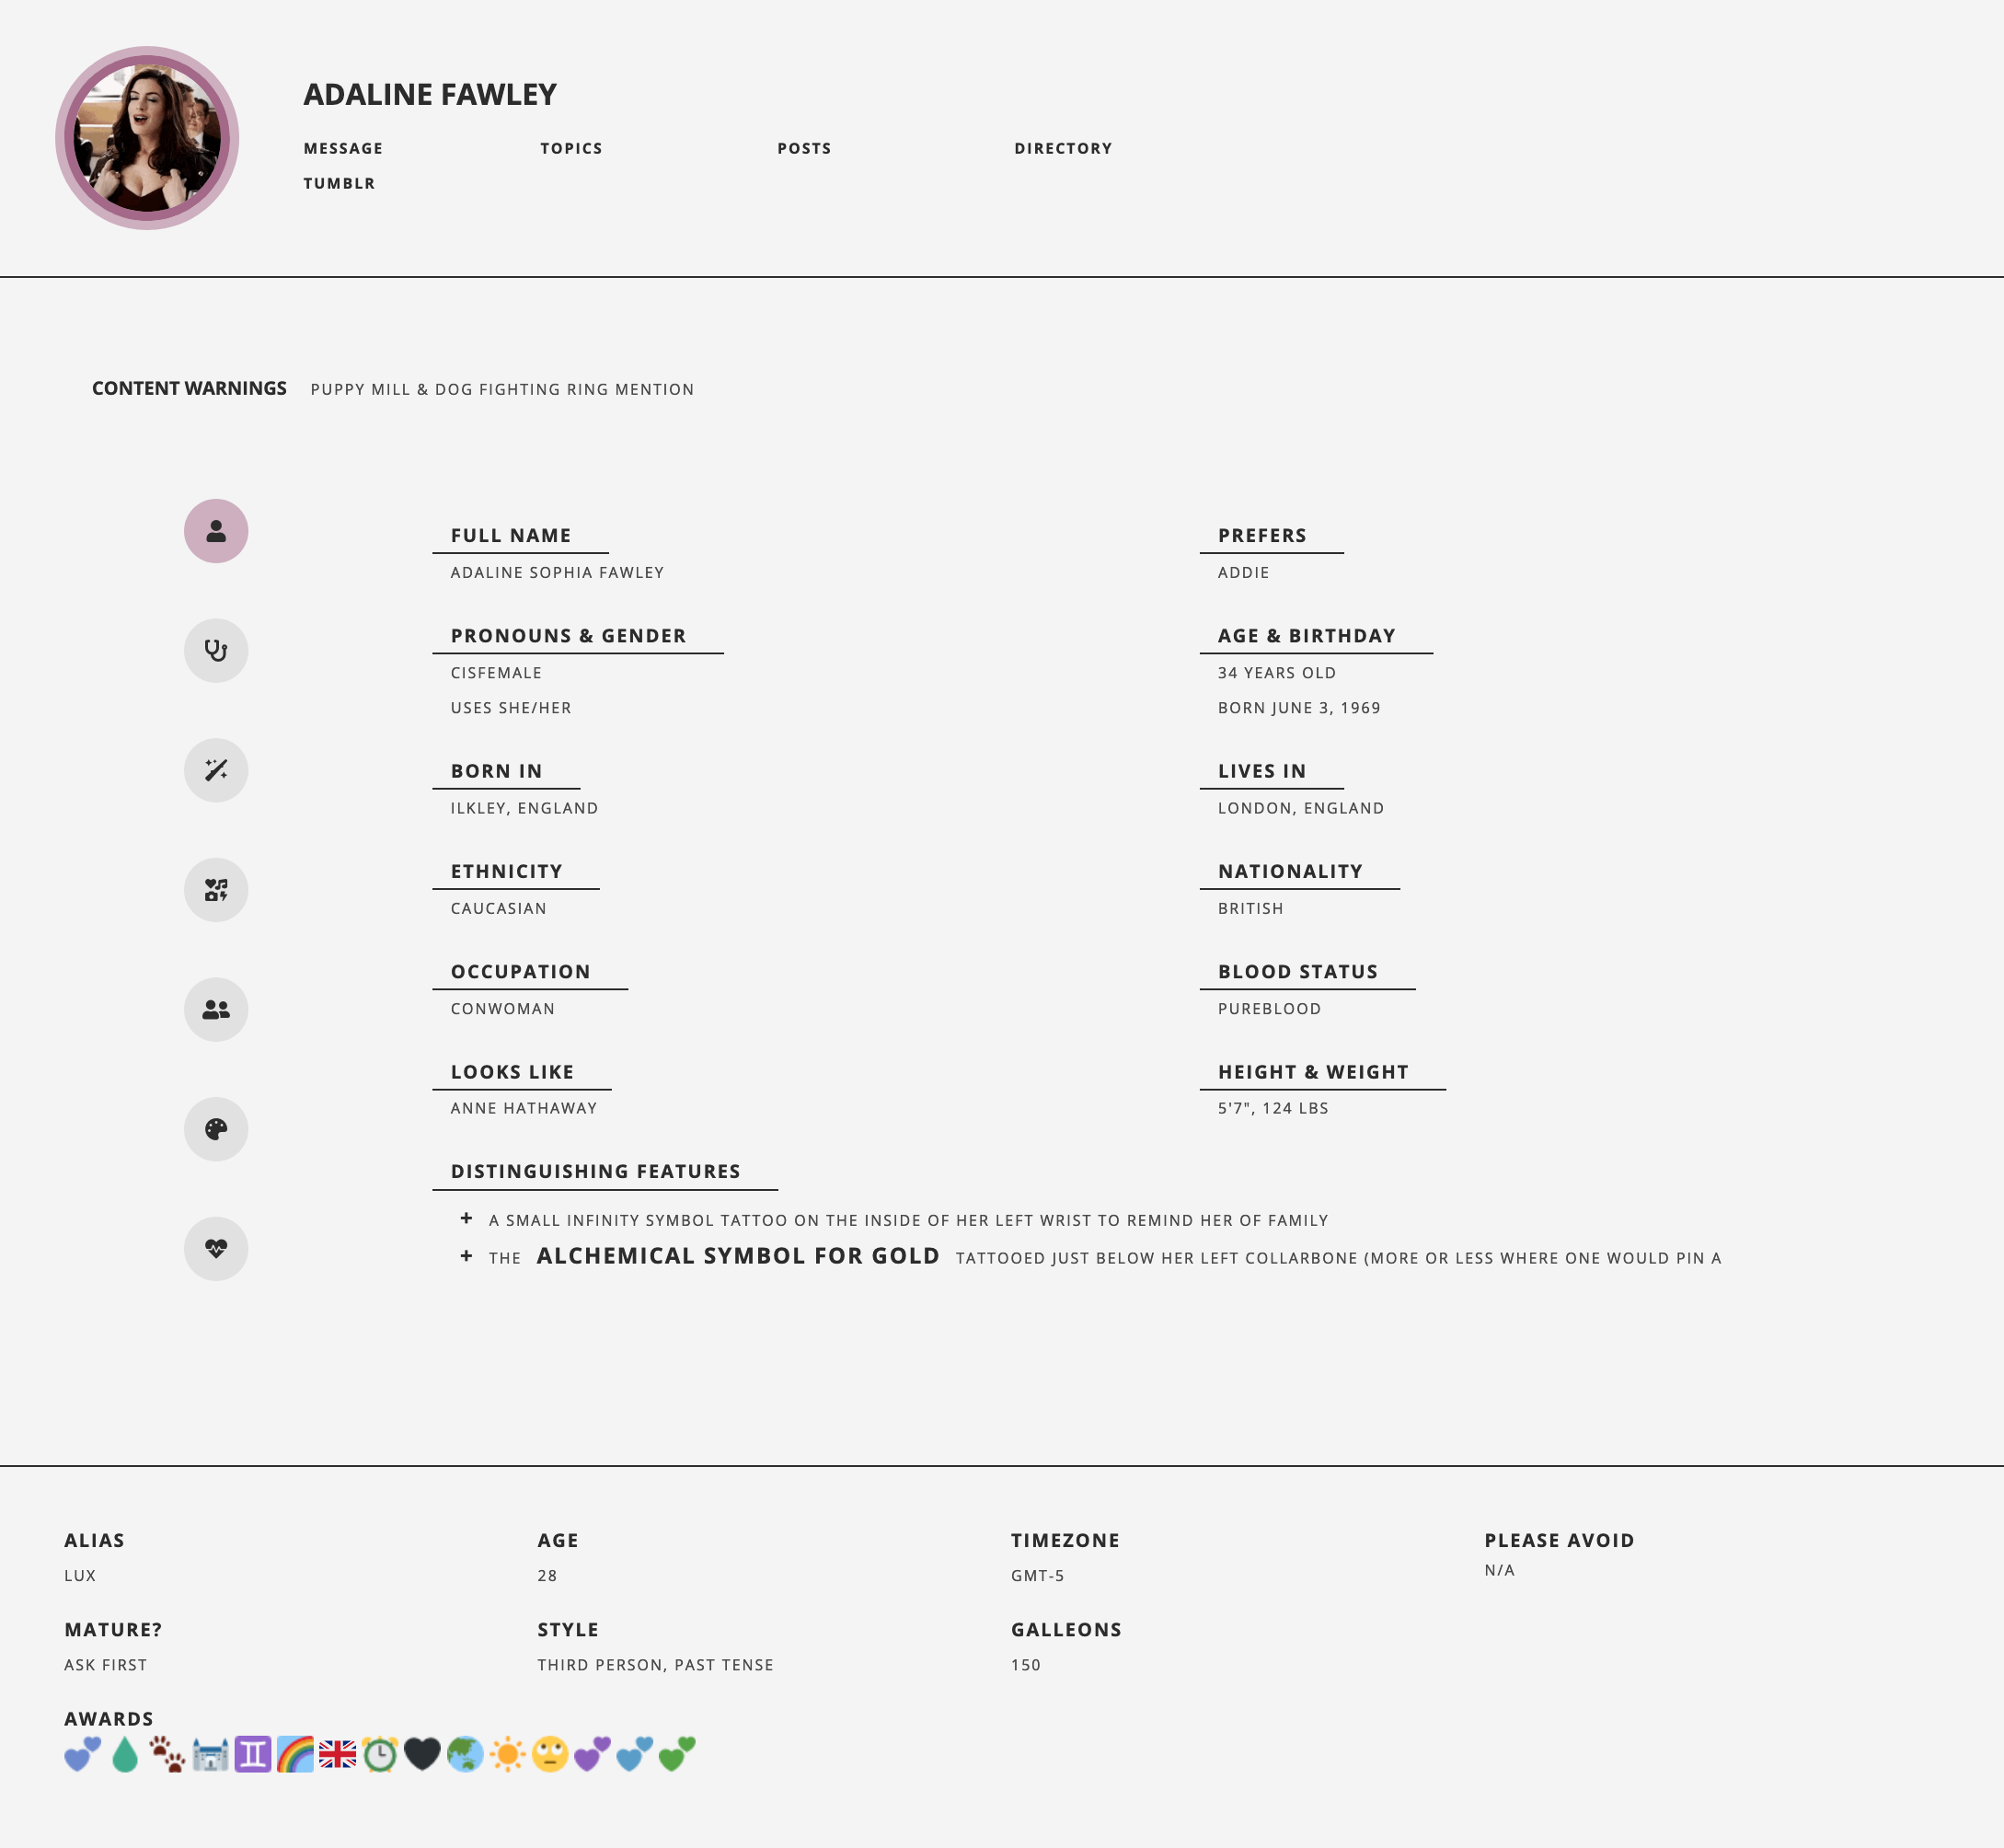 ADALINE FAWLEY
MESSAGE TOPICS POSTS DIRECTORY
TUMBLR
CONTENT WARNINGS PUPPY MILL & DOG FIGHTING RING MENTION
FULL NAME PREFERS
ADALINE SOPHIA FAWLEY ADDIE
PRONOUNS & GENDER AGE & BIRTHDAY
CISFEMALE 34 YEARS OLD
USES SHE/HER BORN JUNE 3, 1969
BORN IN LIVES IN
ILKLEY, ENGLAND LONDON, ENGLAND
ETHNICITY NATIONALITY
CAUCASIAN BRITISH
OCCUPATION BLOOD STATUS
CONWOMAN PUREBLOOD
LOOKS LIKE HEIGHT & WEIGHT
ANNE HATHAWAY 5'7", 124 LBS
DISTINGUISHING FEATURES
+ A SMALL INFINITY SYMBOL TATTOO ON THE INSIDE OF HER LEFT WRIST TO REMIND HER OF FAMILY
+ THE ALCHEMICAL SYMBOL FOR GOLD TATTOOED JUST BELOW HER LEFT COLLARBONE (MORE OR LESS WHERE ONE WOULD PIN A
ALIAS AGE TIMEZONE PLEASE AVOID
LUX 28 GMT-5 N/A
MATURE? STYLE GALLEONS
ASK FIRST THIRD PERSON, PAST TENSE 150
AWARDS